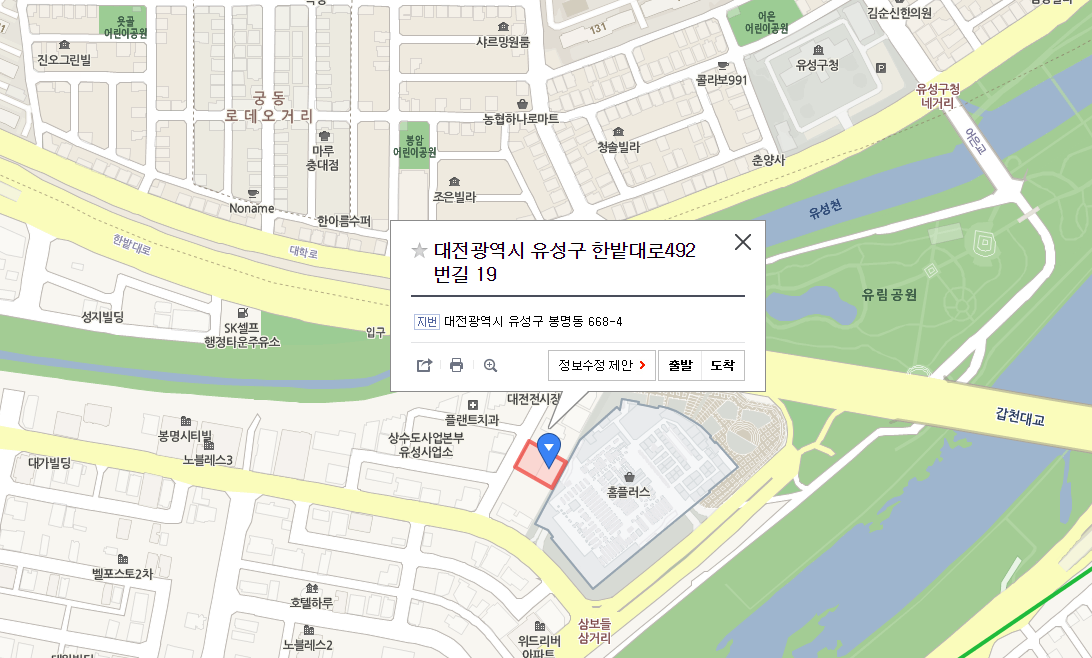 욧골
어린이공원
진오그린빌
궁동
로데오거리
마루
충대점
Noname
한아름수퍼
샤르망원룸
농협하나로마트
봉암
어린이공원
조은빌라
131
어은
어린이공원
콜라보991
청솔빌라
춘양사
유성구청
P
김순신한의원
유성구청
네거리
어은교
유성천
유림공원
갑천대교
한밭대로
대학로
성지빌딩
SK셀프
행정타운주유소
입구
대전광역시 유성구 한밭대로492
번길 19
지번 대전광역시 유성구 봉명동 668-4
정보수정 제안
출발
도착
대전전시장
플랜트치과
상수도사업본부
유성사업소
봉명시티빌
노블레스3
대가빌딩
홈플러스
벨포스토2차
호텔하루
노블레스2
위드리버
아파트
삼보들
삼거리